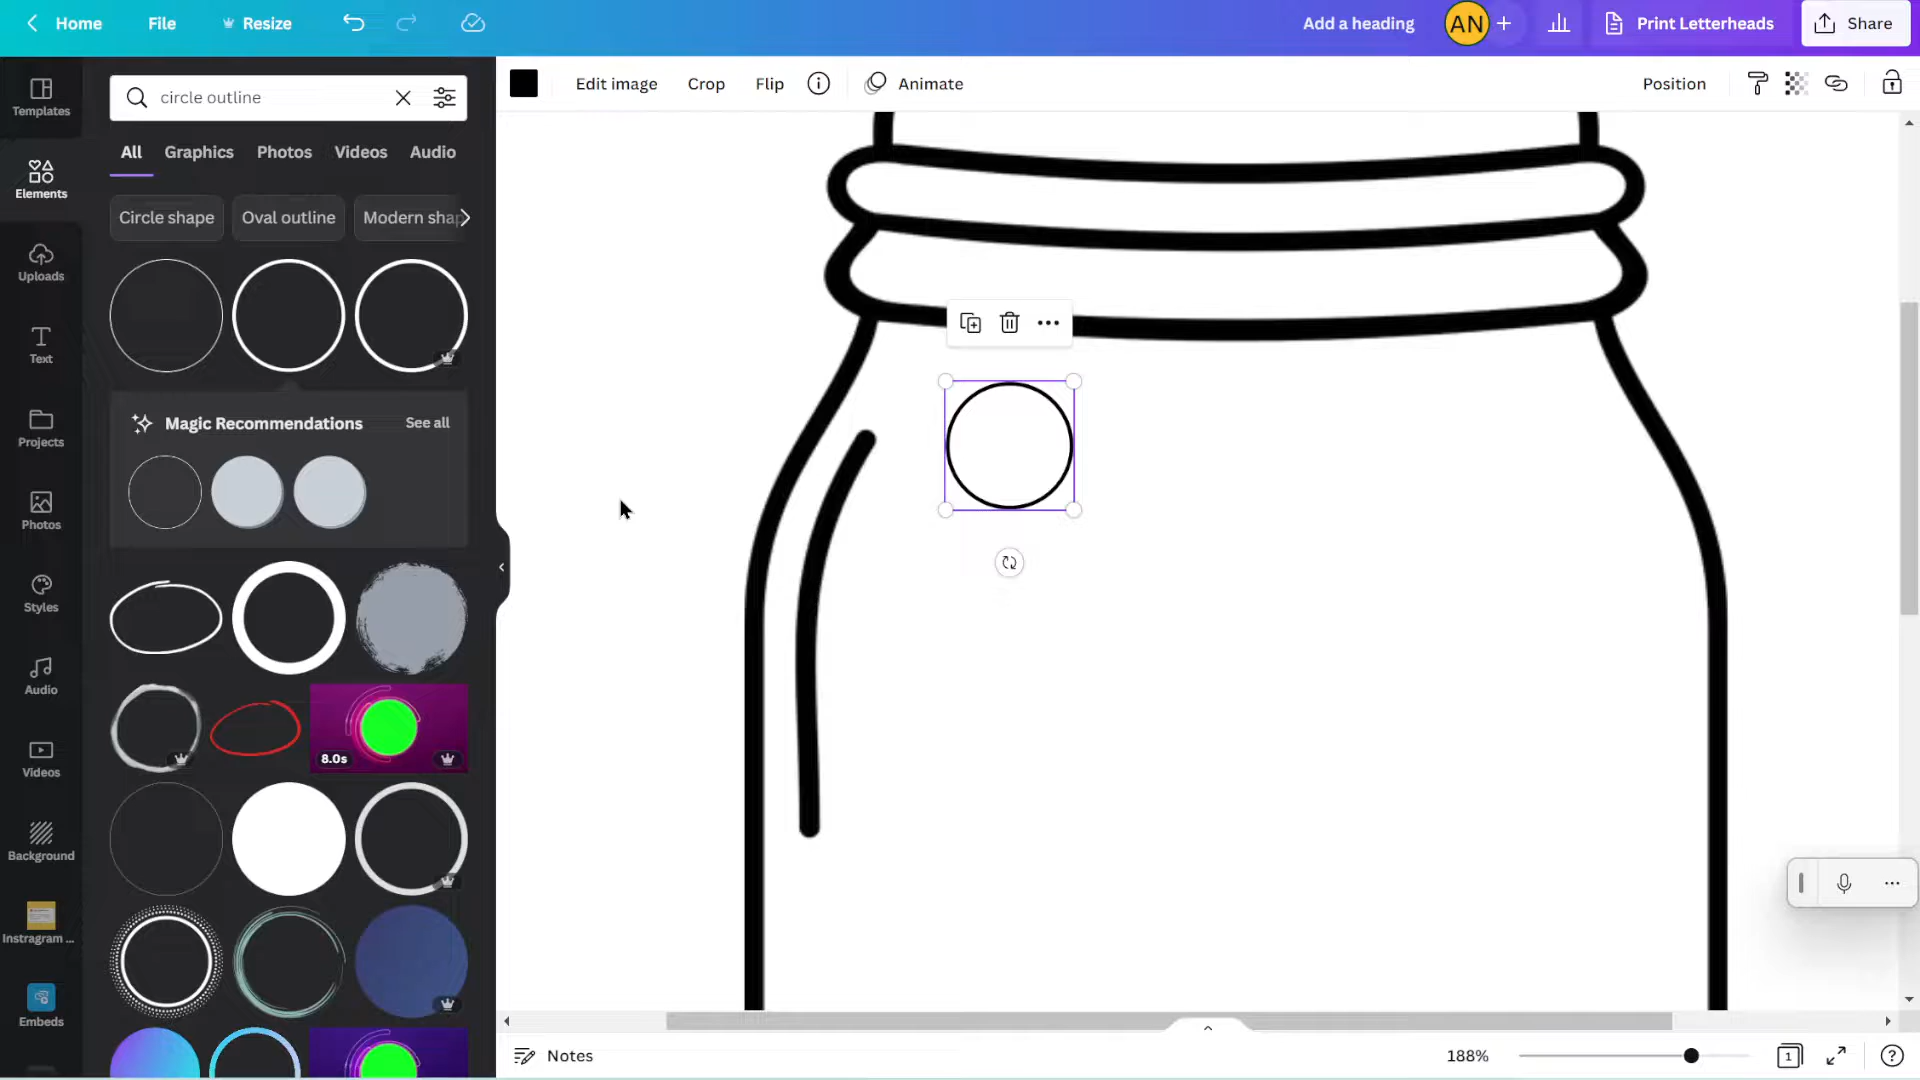 Home
File
Resize
Add a heading
AN
Print Letterheads
Share
Templates
Elements
Uploads
Text
Projects
Photos
Styles
Audio
Videos
Background
Instragram ...
Embeds
circle outline
All
Graphics
Photos
Videos
Audio
Circle shape
Oval outline
Modern shap
Magic Recommendations
See all
8.0s
Edit image
Crop
Flip
Animate
Position
Notes
188%
1